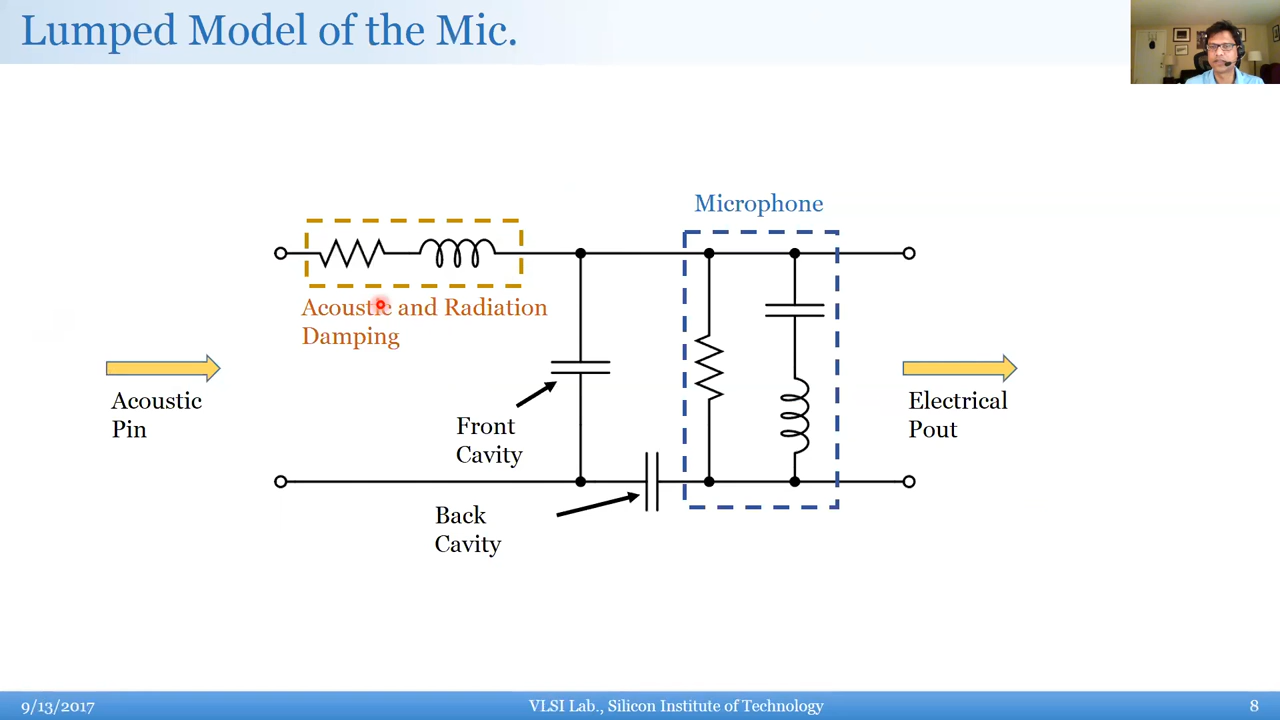 Lumped Model of the Mic.
Microphone
Acoustic and Radiation
Damping
Acoustic
Pin
Front
Cavity
Electrical
Pout
Back
Cavity
9/13/2017
VLSI Lab., Silicon Institute of Technology
8